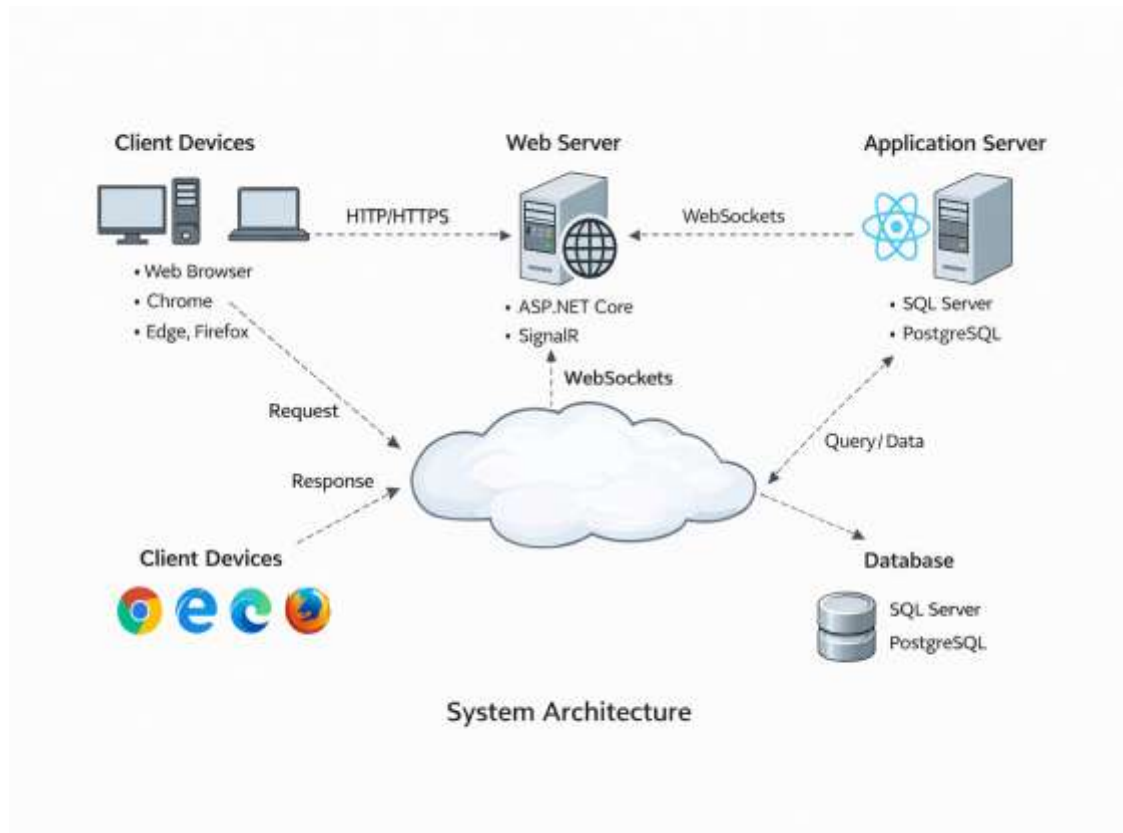 Client Devices
Web Server
Application Server
H1TP/HTTPS
WebSockets
• Web Browser
• Chrome
• Edge, Firefox
• ASP.NET Core
• SignalR
• SQL Server
• PostgreSQL
WebSockets
Request
Query/Data
Response
Client Devices
Database
SQL Server
PostgreSQL
System Architecture